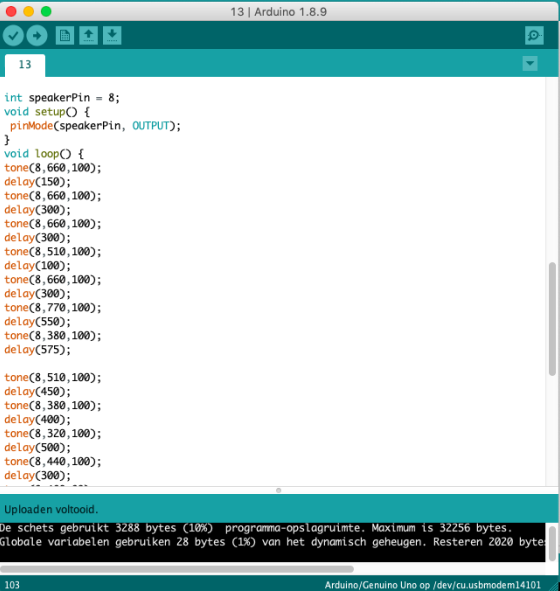 13 | Arduino 1.8.9
13
int speakerPin = 8;
void setup() {
pinMode(speakerPin, OUTPUT);
}
void loop() {
tone(8,660,100);
delay(150);
tone(8,660,100);
delay(300);
tone(8,660,100);
delay(300);
tone(8,510,100);
delay(100);
tone(8,660,100);
delay(300);
tone(8,770,100);
delay(550);
tone(8,380,100);
delay(575);
tone(8,510,100);
delay(450);
tone(8,380,100);
delay(400);
tone(8,320,100);
delay(500);
tone(8,440,100);
delay(300);
Uploaden voltooid.
De schets gebruikt 3288 bytes (10%) programma-opslagruimte. Maximum is 32256 bytes.
Globale variabelen gebruiken 28 bytes (1%) van het dynamisch geheugen. Resteren 2020 byte
103
Arduino/Genuino Uno op /dev/cu.usbmodem14101